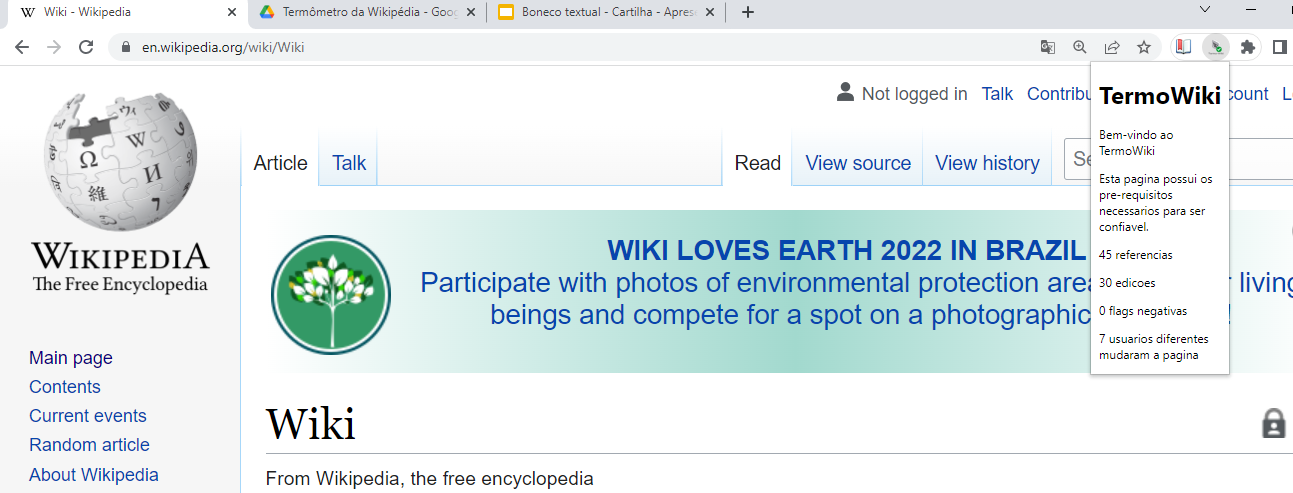 Wiki - Wikipedia
Termômetro da Wikipédia - Goog
Boneco textual - Cartilha - Apres
en.wikipedia.org/wiki/Wiki
WIKIPEDIA
The Free Encyclopedia
Main page
Contents
Current events
Random article
About Wikipedia
Not logged in Talk Contribu
count
Article Talk
Read View source View history
Se
WIKI LOVES EARTH 2022 IN BRAZIL
Participate with photos of environmental protection area
r living
beings and compete for a spot on a photographic
!
Wiki
From Wikipedia, the free encyclopedia
TermoWiki
Bem-vindo ao
TermoWiki
Esta pagina possui os
pre-requisitos
necessarios para ser
confiavel.
45 referencias
30 edicoes
0 flags negativas
7 usuarios diferentes
mudaram a pagina